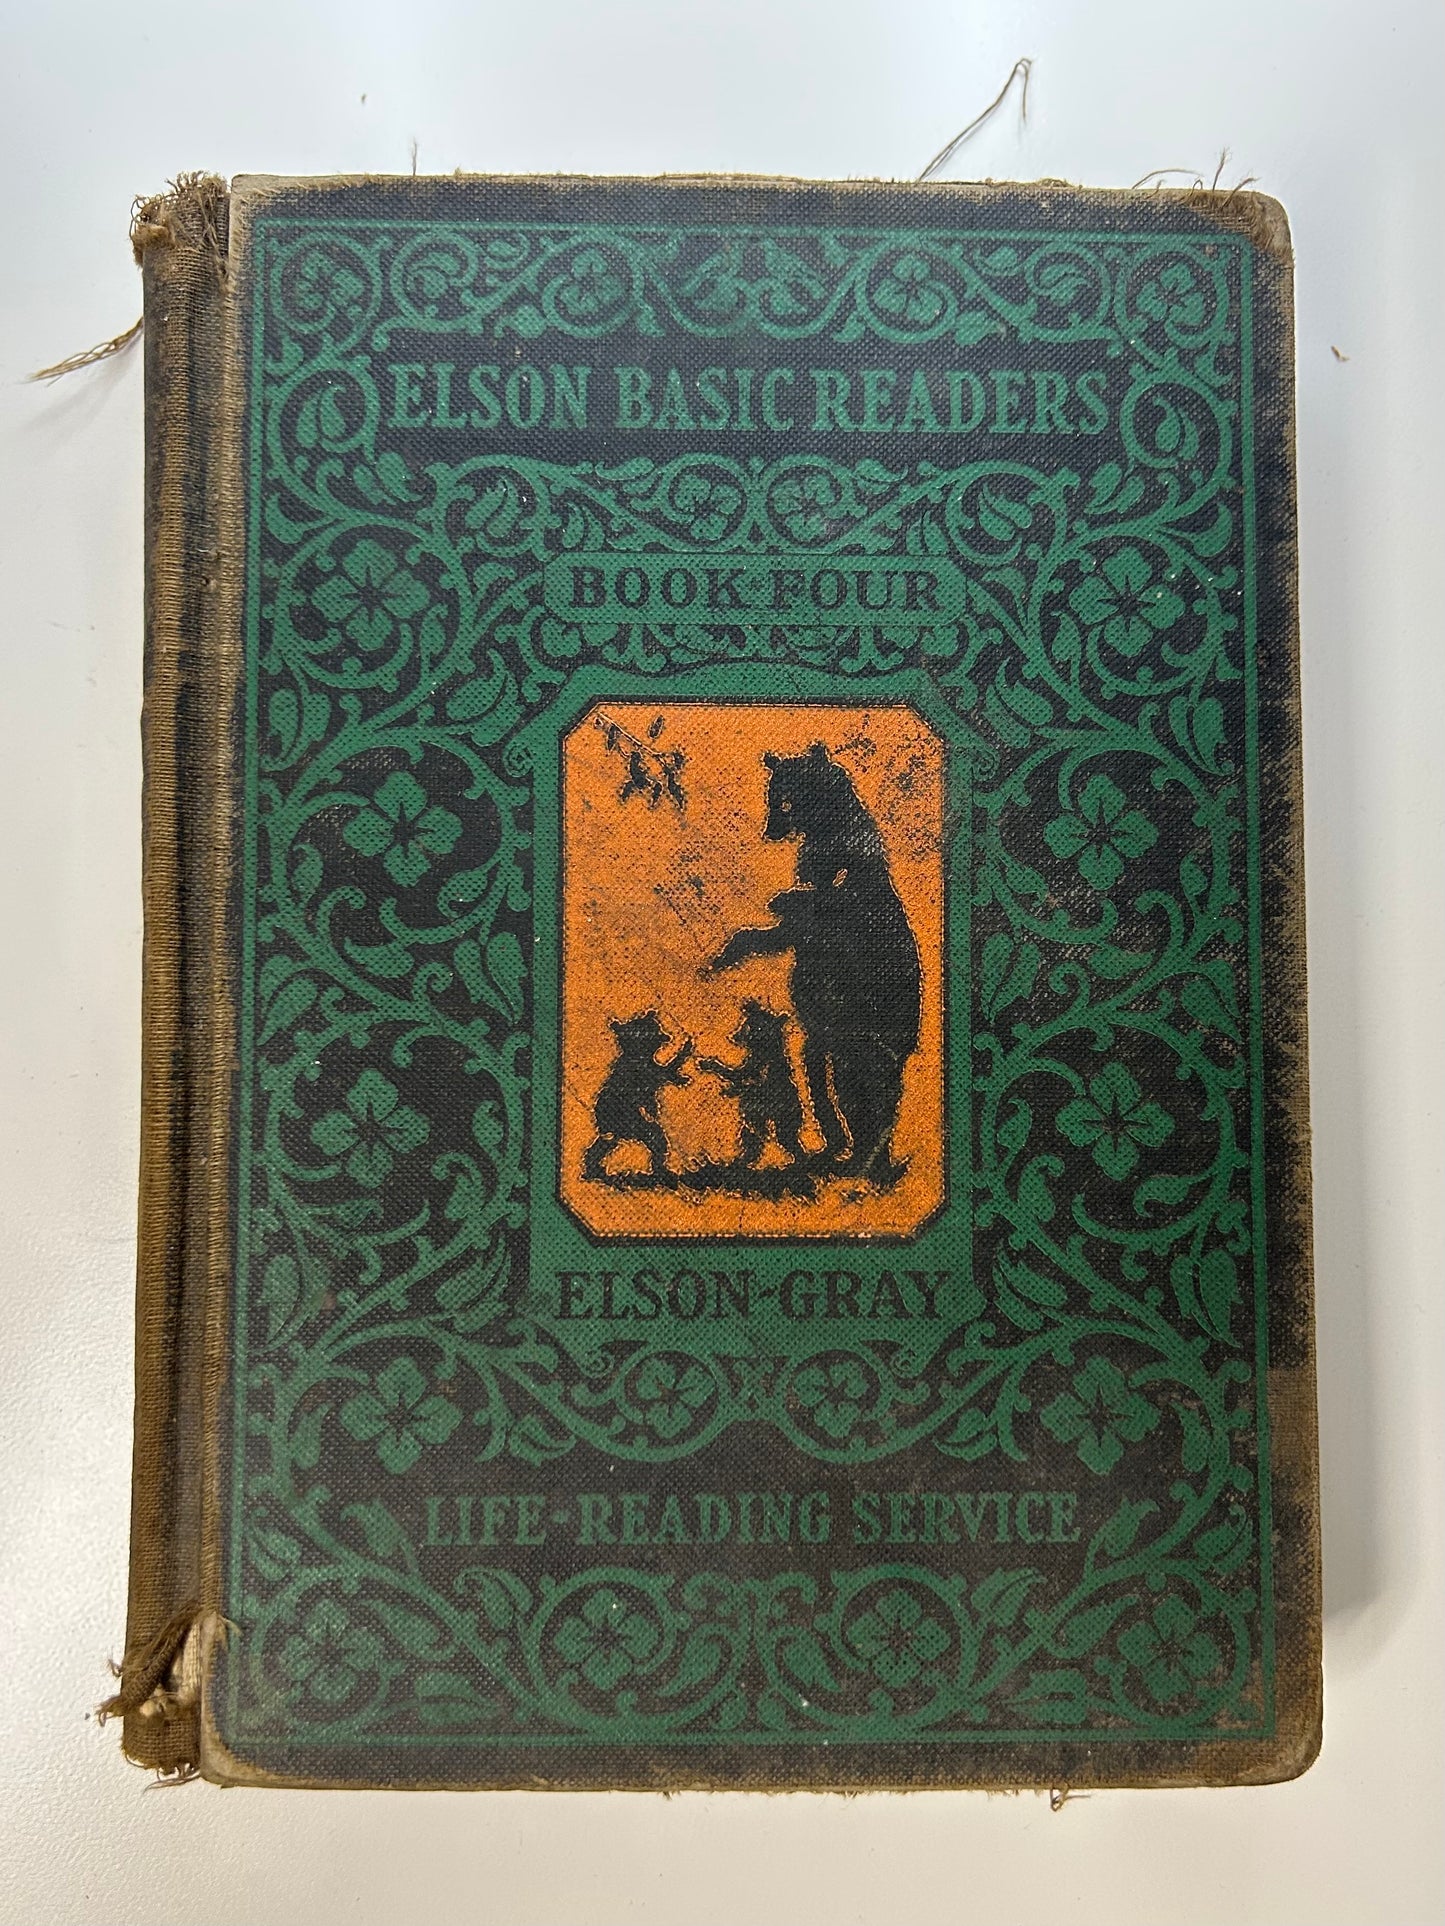 ELSON BASIC READERS
BOOK FOUR
ELSON-GRAY
LIFE-READING SERVICE